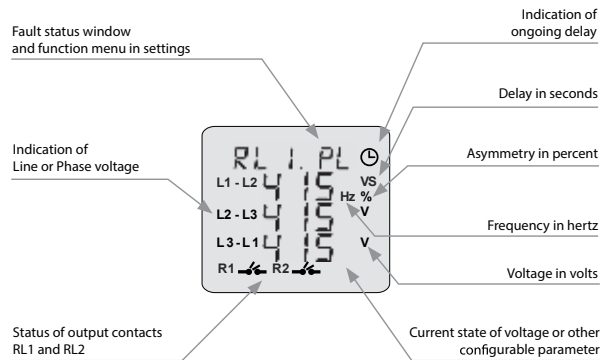 Indication of
ongoing delay
Fault status window
and function menu in settings
Delay in seconds
Indication of
Line or Phase voltage
Asymmetry in percent
RL 1. PL
L1 - L2 415 VS
Hz %
L2 - L3 415 V
L3 - L1 415 V
R1 R2
Frequency in hertz
Voltage in volts
Status of output contacts
RL1 and RL2
Current state of voltage or other
configurable parameter